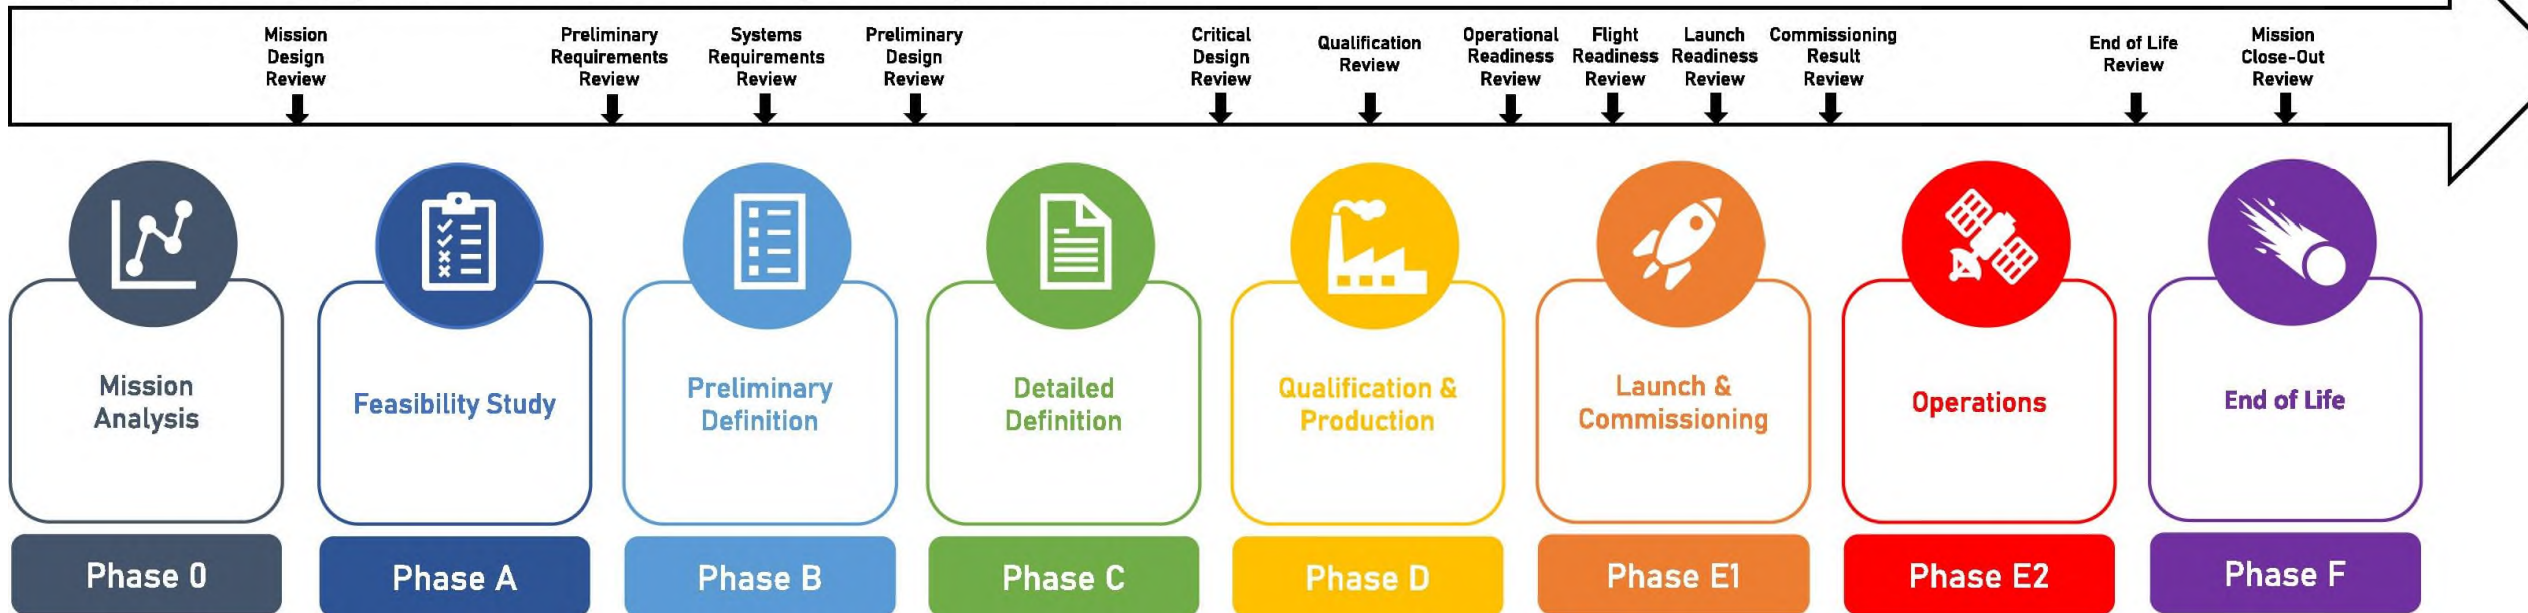 Mission
Design
Review
Preliminary
Requirements
Review
Systems
Requirements
Review
Preliminary
Design
Review
Critical
Design
Review
Qualification
Review
Operational
Readiness
Review
Flight
Readiness
Review
Launch
Readiness
Review
Commissioning
Result
Review
End of Life
Review
Mission
Close-Out
Review
Mission
Analysis
Feasibility Study
Preliminary
Definition
Detailed
Definition
Qualification &
Production
Launch &
Commissioning
Operations
End of Life
Phase 0
Phase A
Phase B
Phase C
Phase D
Phase E1
Phase E2
Phase F